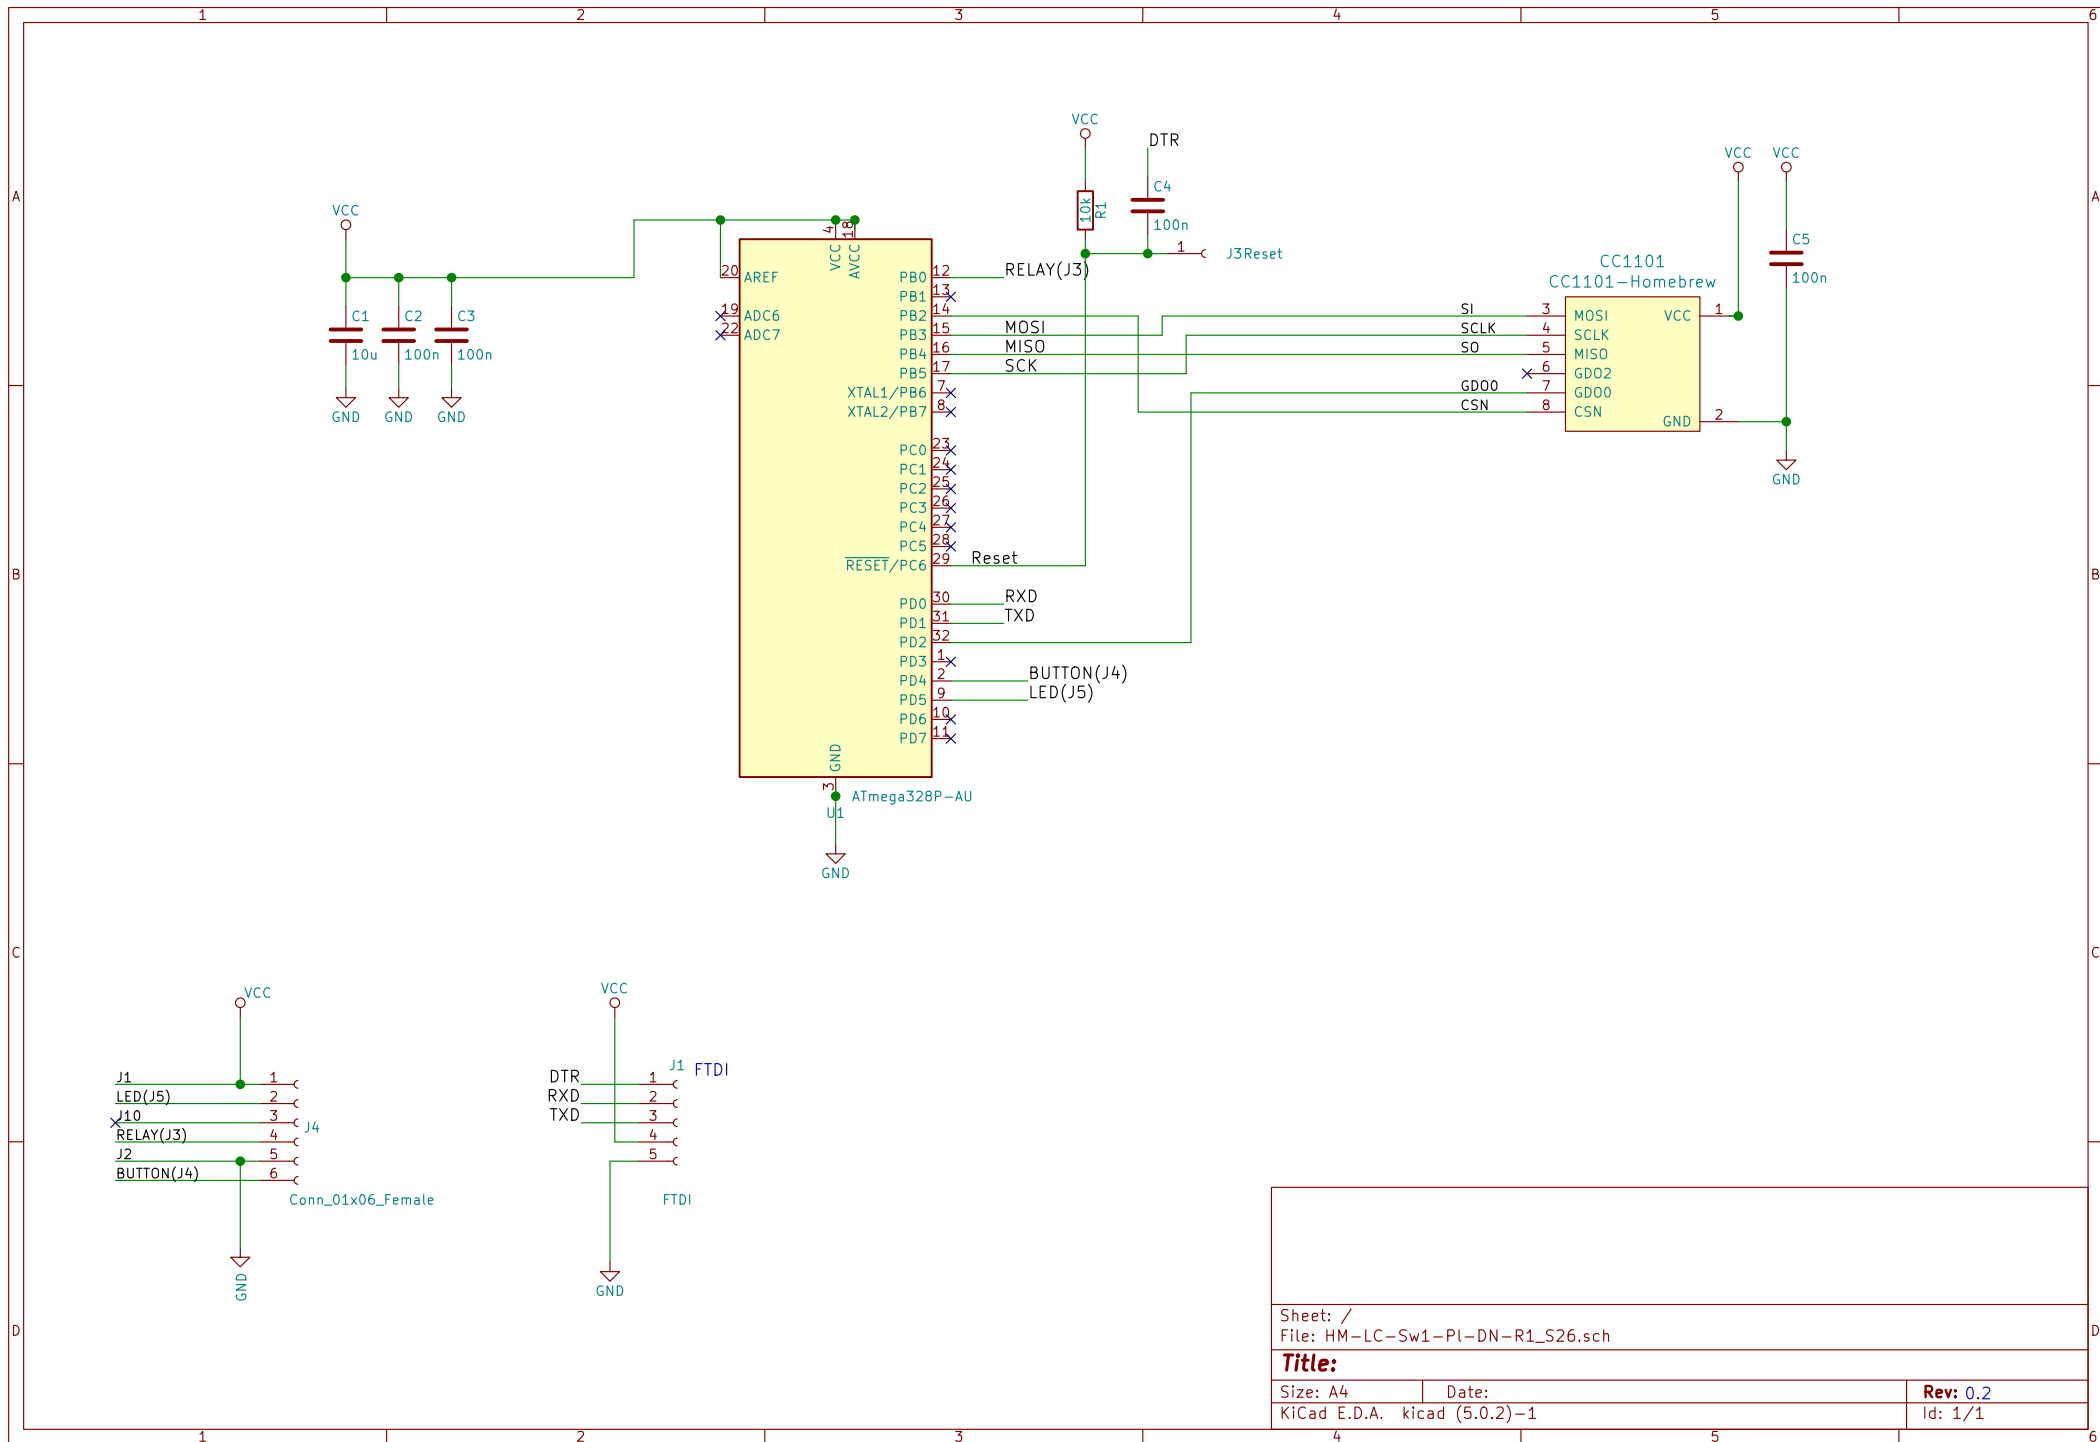 1 2 3 4 5 6
A A
B B
C C
D D
VCC
C1
10u
GND
C2
100n
GND
C3
100n
GND
4
18
VCC
AVCC
20 AREF
19 ADC6
22 ADC7
PB0 12 RELAY(J3)
PB1 13
PB2 14
PB3 15 MOSI
PB4 16 MISO
PB5 17 SCK
XTAL1/PB6 7
XTAL2/PB7 8
PC0 23
PC1 24
PC2 25
PC3 26
PC4 27
PC5 28
RESET/PC6 29 Reset
PD0 30 RXD
PD1 31 TXD
PD2 32
PD3 1
PD4 2 BUTTON(J4)
PD5 9 LED(J5)
PD6 10
PD7 11
GND
3
ATmega328P-AU
U1
GND
VCC
10k
R1
DTR
C4
100n
1 J3Reset
CC1101
CC1101-Homebrew
SI 3 MOSI
SCLK 4 SCLK
SO 5 MISO
6 GDO2
GDO0 7 GDO0
CSN 8 CSN
VCC 1
GND 2
VCC
VCC
C5
100n
GND
VCC
J1 1
LED(J5) 2
J10 3
RELAY(J3) 4
J2 5
BUTTON(J4) 6
J4
Conn_01x06_Female
GND
VCC
J1 FTDI
DTR 1
RXD 2
TXD 3
4
5
FTDI
GND
Sheet: /
File: HM-LC-Sw1-Pl-DN-R1_S26.sch
Title:
Size: A4 Date: Rev: 0.2
KiCad E.D.A. kicad (5.0.2)-1 Id: 1/1
1 2 3 4 5 6